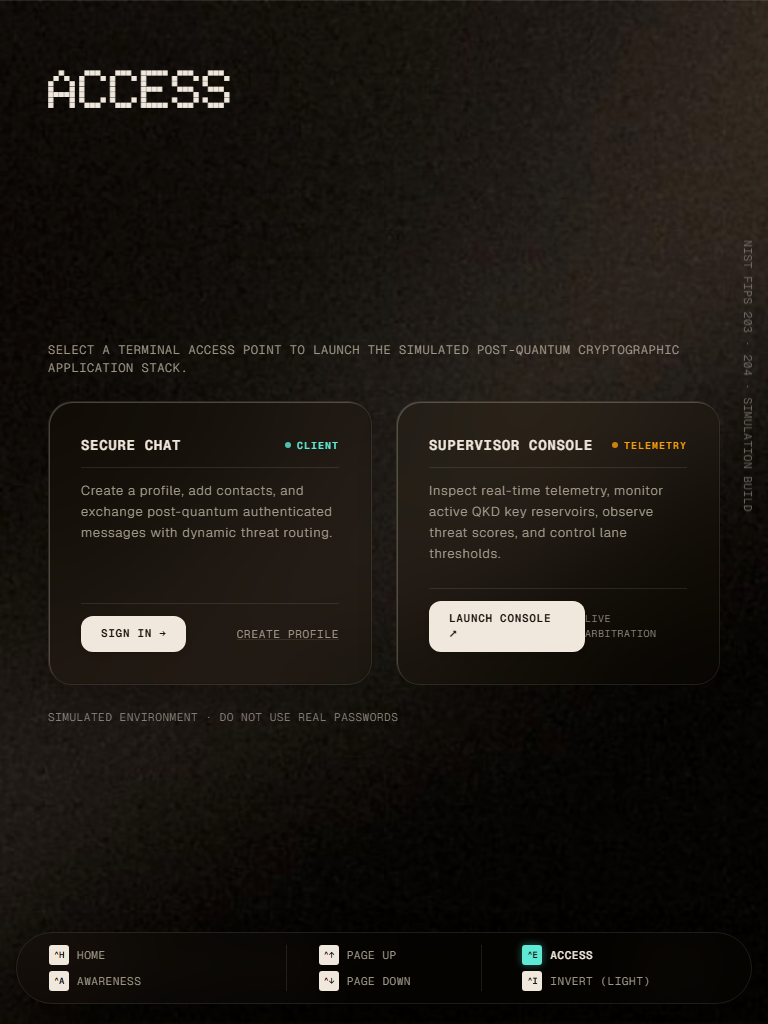 ACCESS
NIST FIPS 203 · 204 · SIMULATION BUILD
SELECT A TERMINAL ACCESS POINT TO LAUNCH THE SIMULATED POST-QUANTUM CRYPTOGRAPHIC
APPLICATION STACK.
SECURE CHAT
CLIENT
Create a profile, add contacts, and
exchange post-quantum authenticated
messages with dynamic threat routing.
SIGN IN →
CREATE PROFILE
SUPERVISOR CONSOLE
TELEMETRY
Inspect real-time telemetry, monitor
active QKD key reservoirs, observe
threat scores, and control lane
thresholds.
LAUNCH CONSOLE
↗
LIVE
ARBITRATION
SIMULATED ENVIRONMENT · DO NOT USE REAL PASSWORDS
^H HOME
^A AWARENESS
^↑ PAGE UP
^↓ PAGE DOWN
^E ACCESS
^I INVERT (LIGHT)